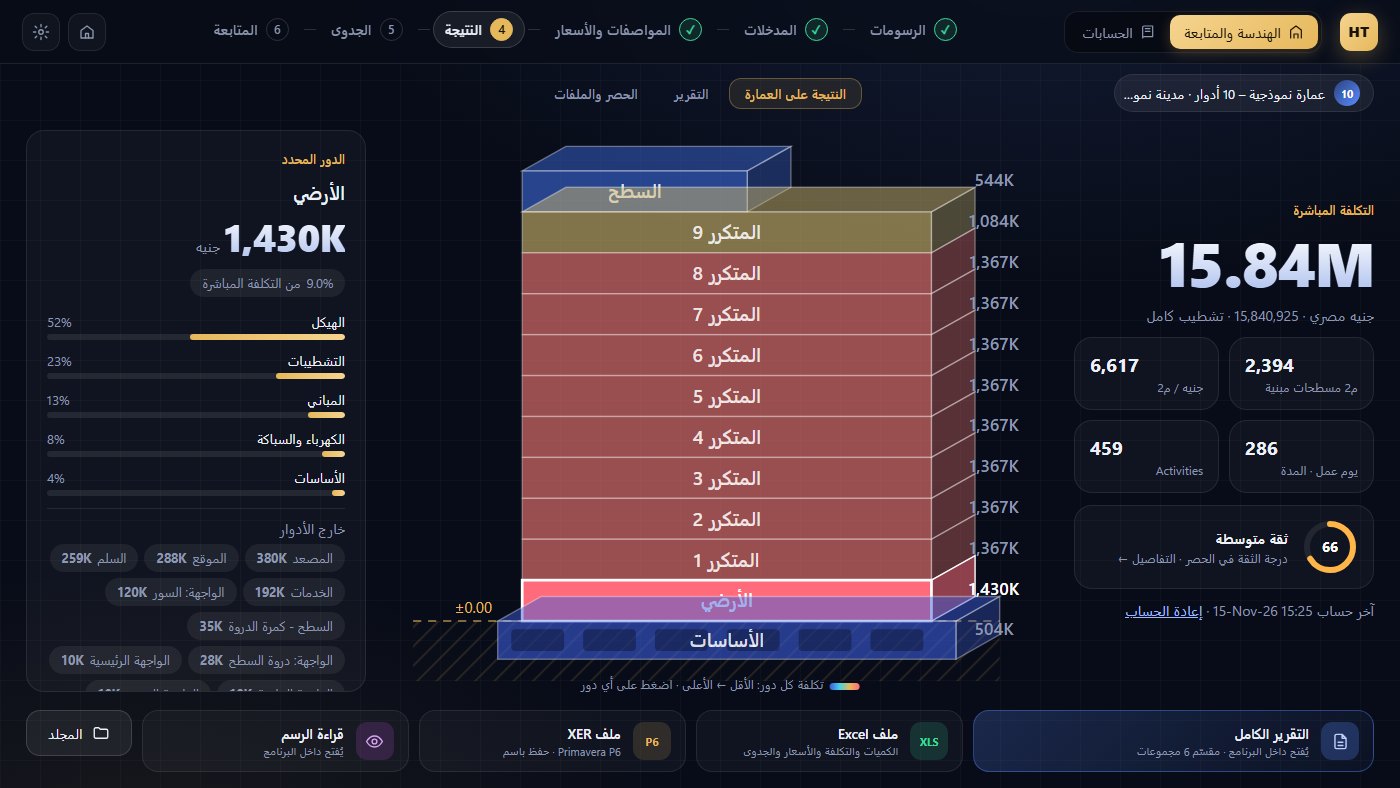 HT
الهندسة والمتابعة
الحسابات
✓ الرسومات
✓ المدخلات
✓ المواصفات والأسعار
4 النتيجة
5 الجدوى
6 المتابعة
10 عمارة نموذجية – 10 أدوار · مدينة نمو...
النتيجة على العمارة
التقرير
الحصر والملفات
التكلفة المباشرة
15.84M
جنيه مصري · 15,840,925 · تشطيب كامل
2,394
م2 مسطحات مبنية
6,617
جنيه / م2
286
يوم عمل · المدة
459
Activities
66
ثقة متوسطة
درجة الثقة في الحصر · التفاصيل ←
آخر حساب 15:25 15-Nov-26 · إعادة الحساب
السطح 544K
المتكرر 9 1,084K
المتكرر 8 1,367K
المتكرر 7 1,367K
المتكرر 6 1,367K
المتكرر 5 1,367K
المتكرر 4 1,367K
المتكرر 3 1,367K
المتكرر 2 1,367K
المتكرر 1 1,367K
الأرضي 1,430K
±0.00
الأساسات 504K
تكلفة كل دور: الأقل ← الأعلى · اضغط على أي دور
الدور المحدد
الأرضي
1,430K جنيه
9.0% من التكلفة المباشرة
الهيكل 52%
التشطيبات 23%
المباني 13%
الكهرباء والسباكة 8%
الأساسات 4%
خارج الأدوار
المصعد 380K
الموقع 288K
السلم 259K
الخدمات 192K
الواجهة: السور 120K
السطح - كمرة الدروة 35K
الواجهة: دروة السطح 28K
الواجهة الرئيسية 10K
التقرير الكامل
يُفتح داخل البرنامج · مقسّم 6 مجموعات
XLS
ملف Excel
الكميات والتكلفة والأسعار والجدوى
P6
ملف XER
Primavera P6 · حفظ باسم
قراءة الرسم
يُفتح داخل البرنامج
المجلد